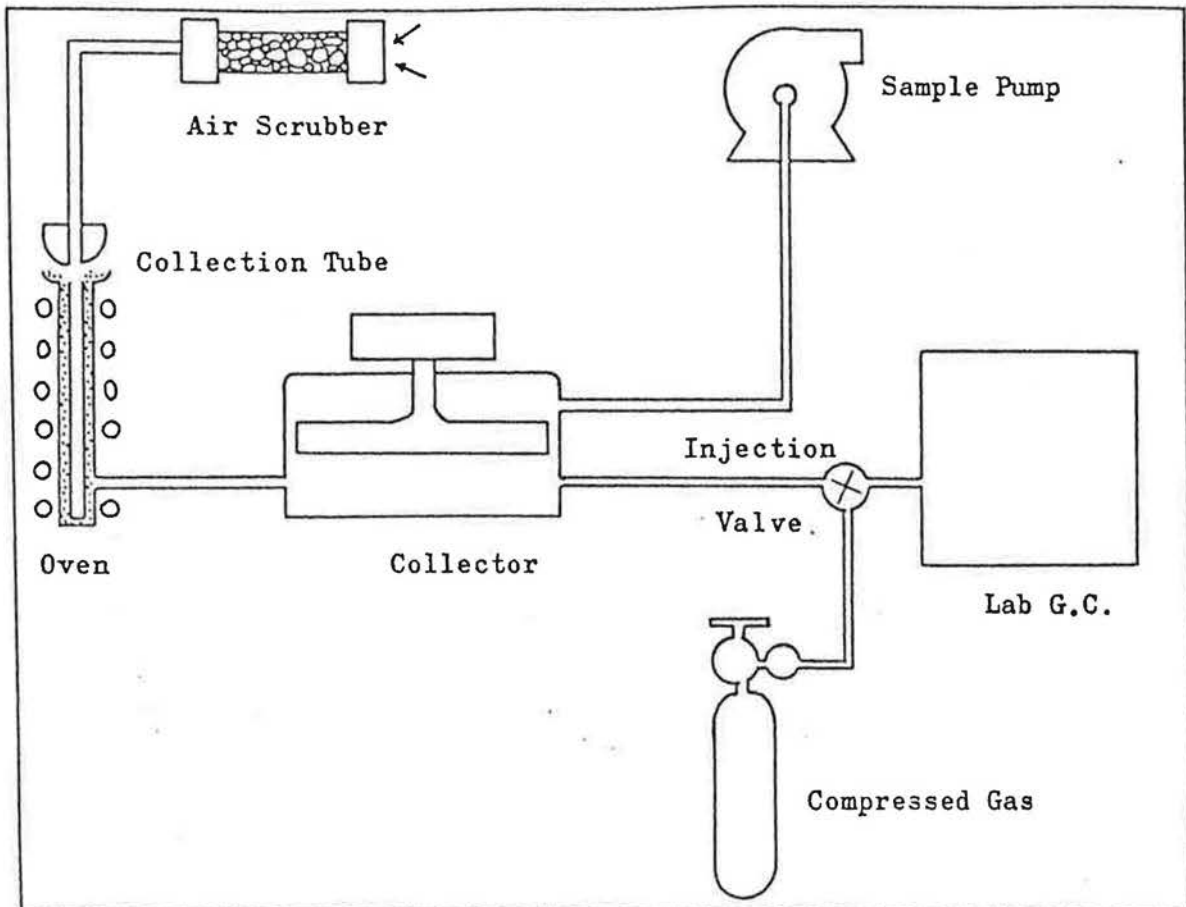 Air Scrubber
Sample Pump
Collection Tube
Injection
Valve
Oven
Collector
Lab G.C.
Compressed Gas